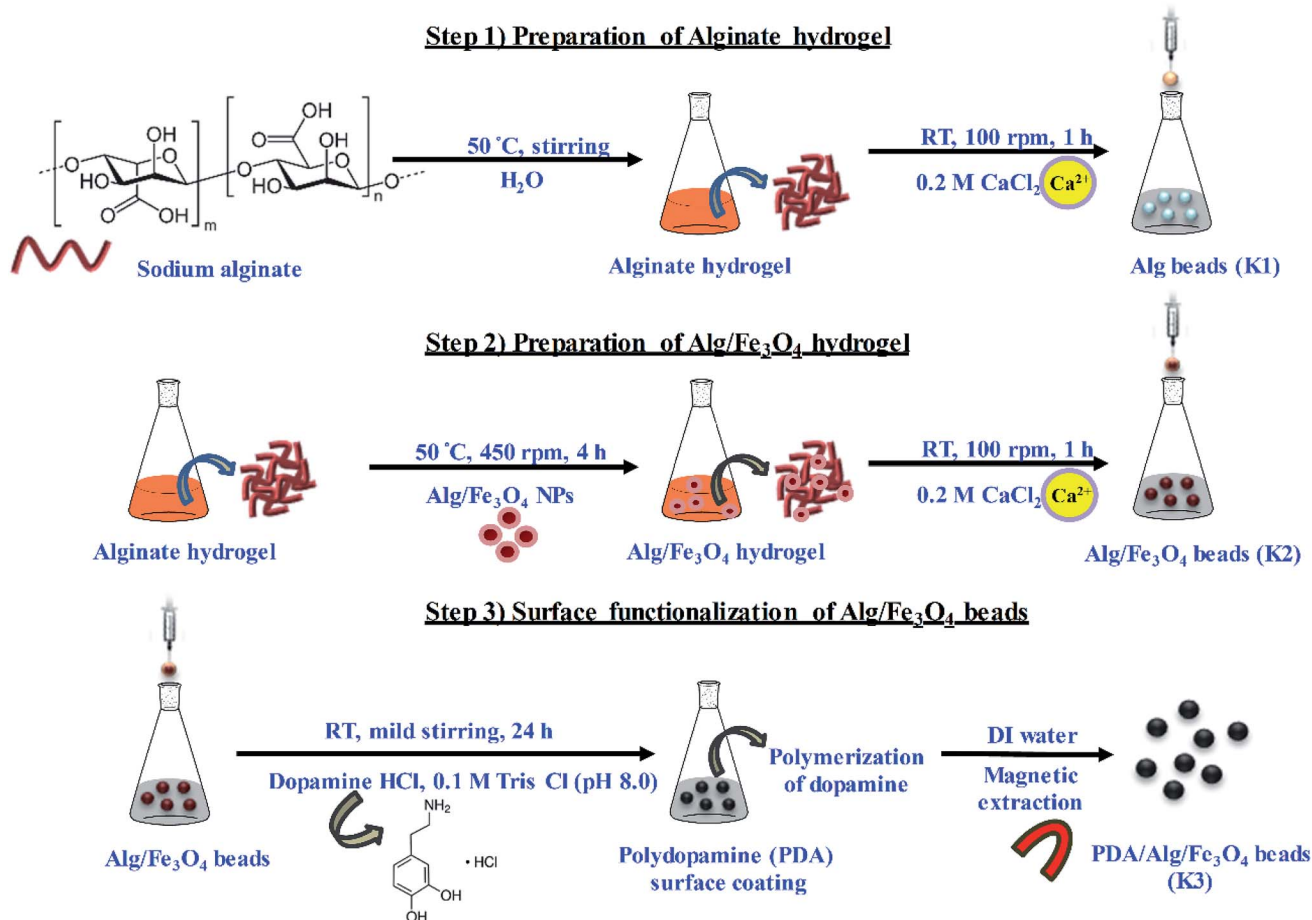 Step 1) Preparation of Alginate hydrogel
OH
O
OH
OH
O
HO
O
O
OH
m
O
OH
OH
O
HO
O
n
50 ˚C, stirring
H₂O
RT, 100 rpm, 1 h
0.2 M CaCl₂ Ca²⁺
Sodium alginate
Alginate hydrogel
Alg beads (K1)
Step 2) Preparation of Alg/Fe₃O₄ hydrogel
50 ˚C, 450 rpm, 4 h
Alg/Fe₃O₄ NPs
RT, 100 rpm, 1 h
0.2 M CaCl₂ Ca²⁺
Alginate hydrogel
Alg/Fe₃O₄ hydrogel
Alg/Fe₃O₄ beads (K2)
Step 3) Surface functionalization of Alg/Fe₃O₄ beads
RT, mild stirring, 24 h
Dopamine HCl, 0.1 M Tris Cl (pH 8.0)
NH₂
· HCl
OH
OH
Polymerization
of dopamine
DI water
Magnetic
extraction
Alg/Fe₃O₄ beads
Polydopamine (PDA)
surface coating
PDA/Alg/Fe₃O₄ beads
(K3)